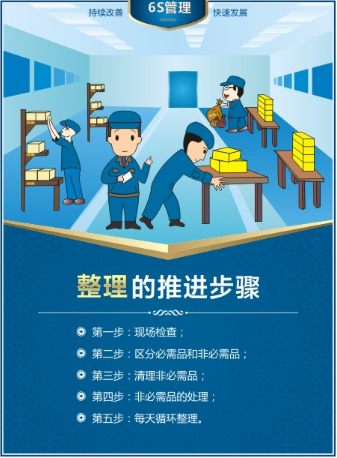 持续改善 6S管理 快速发展
整理的推进步骤
第一步：现场检查；
第二步：区分必需品和非必需品；
第三步：清理非必需品；
第四步：非必需品的处理；
第五步：每天循环整理。